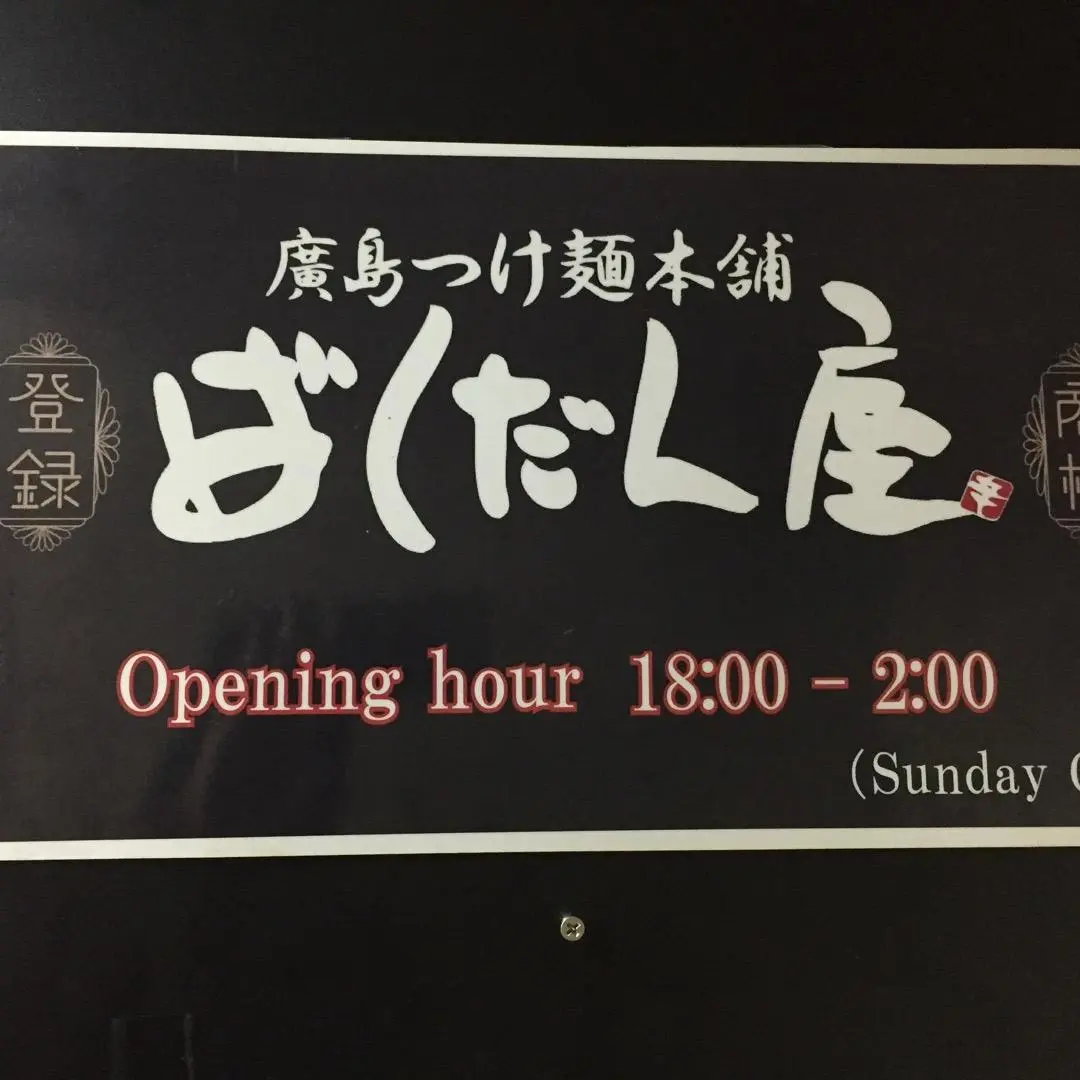 廣島つけ麺本舗
ばくだん屋
登録
Opening hour 18:00 – 2:00
(Sunday